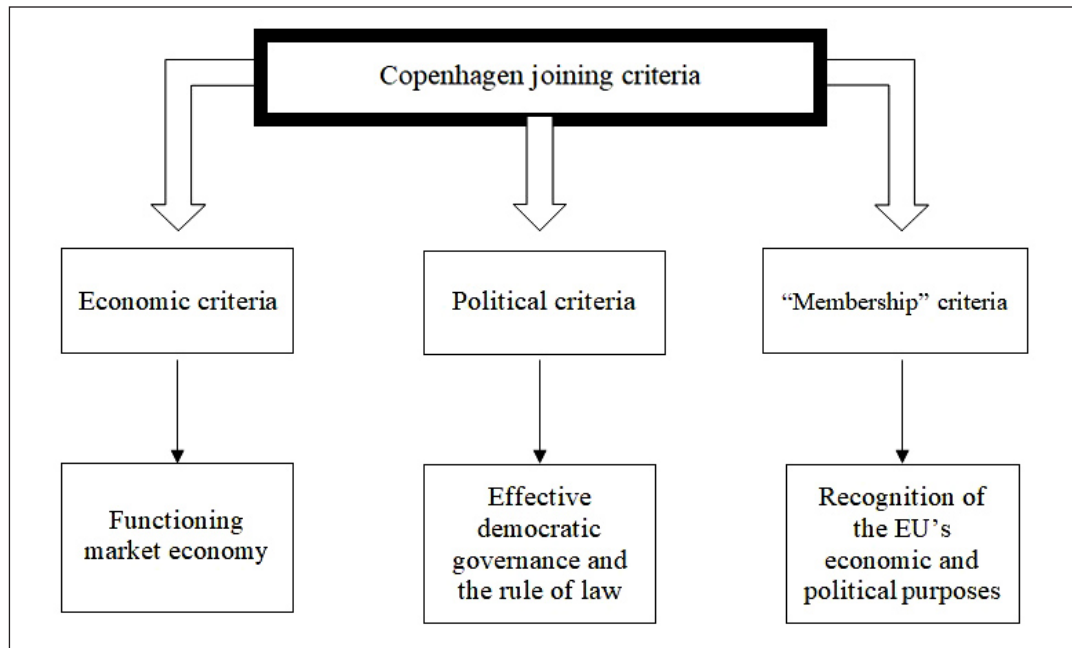 Copenhagen joining criteria
Economic criteria
Political criteria
“Membership” criteria
Functioning
market economy
Effective
democratic
governance and
the rule of law
Recognition of
the EU’s
economic and
political purposes